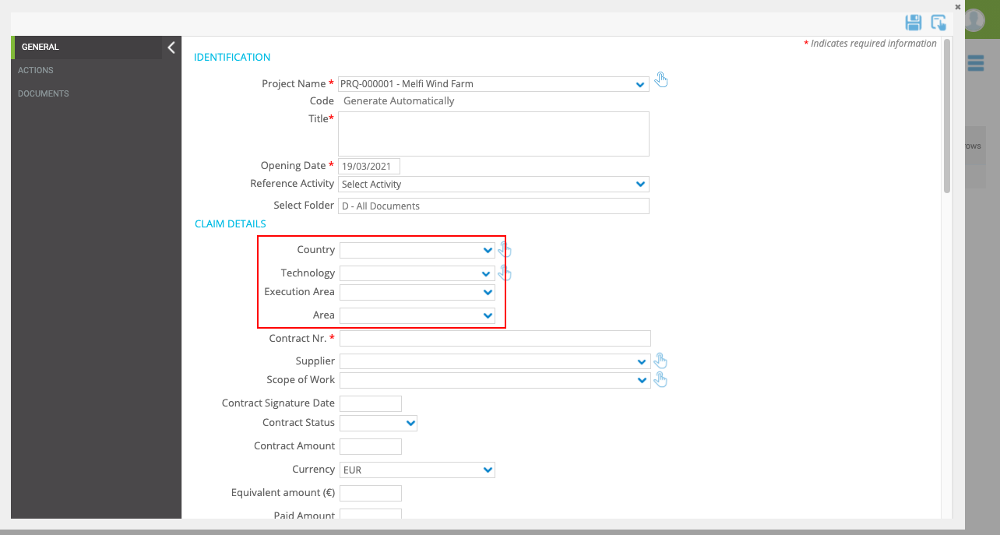 GENERAL
ACTIONS
DOCUMENTS
* Indicates required information
IDENTIFICATION
Project Name * PRQ-000001 - Melfi Wind Farm
Code Generate Automatically
Title*
Opening Date * 19/03/2021
Reference Activity Select Activity
Select Folder D - All Documents
CLAIM DETAILS
Country
Technology
Execution Area
Area
Contract Nr. *
Supplier
Scope of Work
Contract Signature Date
Contract Status
Contract Amount
Currency EUR
Equivalent amount (€)
Paid Amount